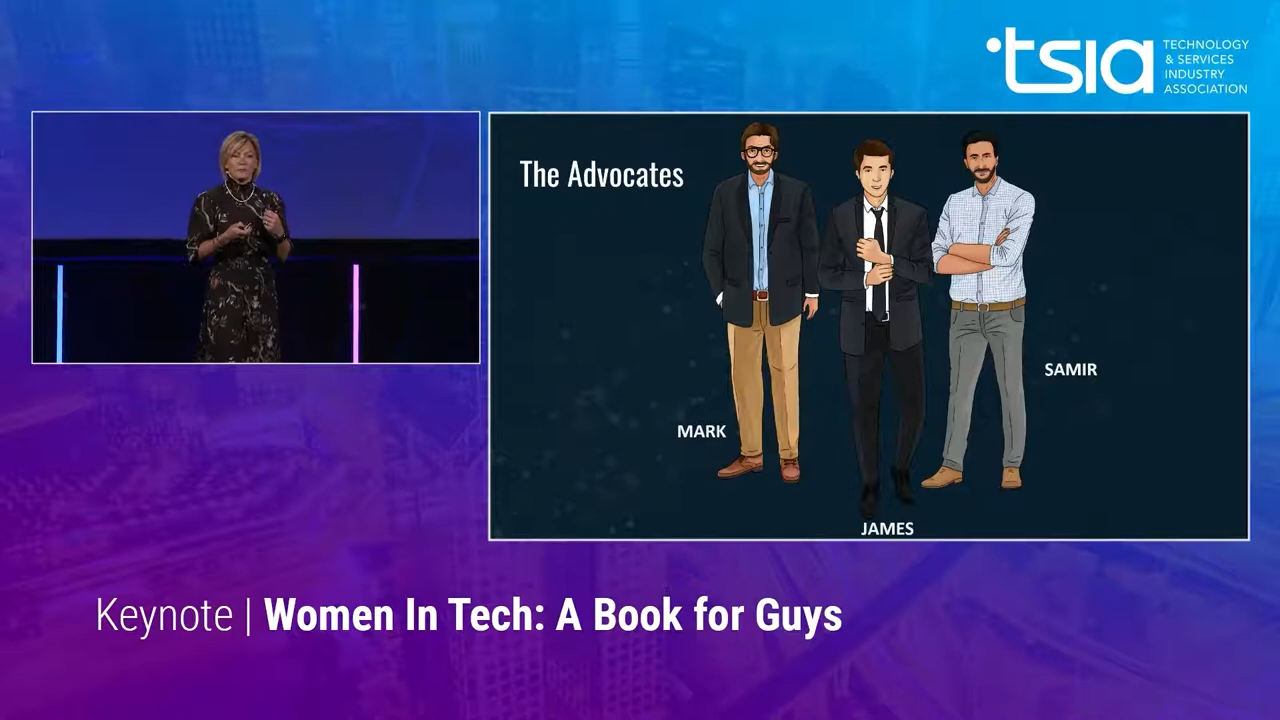 tsia
TECHNOLOGY
& SERVICES
INDUSTRY
ASSOCIATION
The Advocates
SAMIR
MARK
JAMES
Keynote | Women In Tech: A Book for Guys